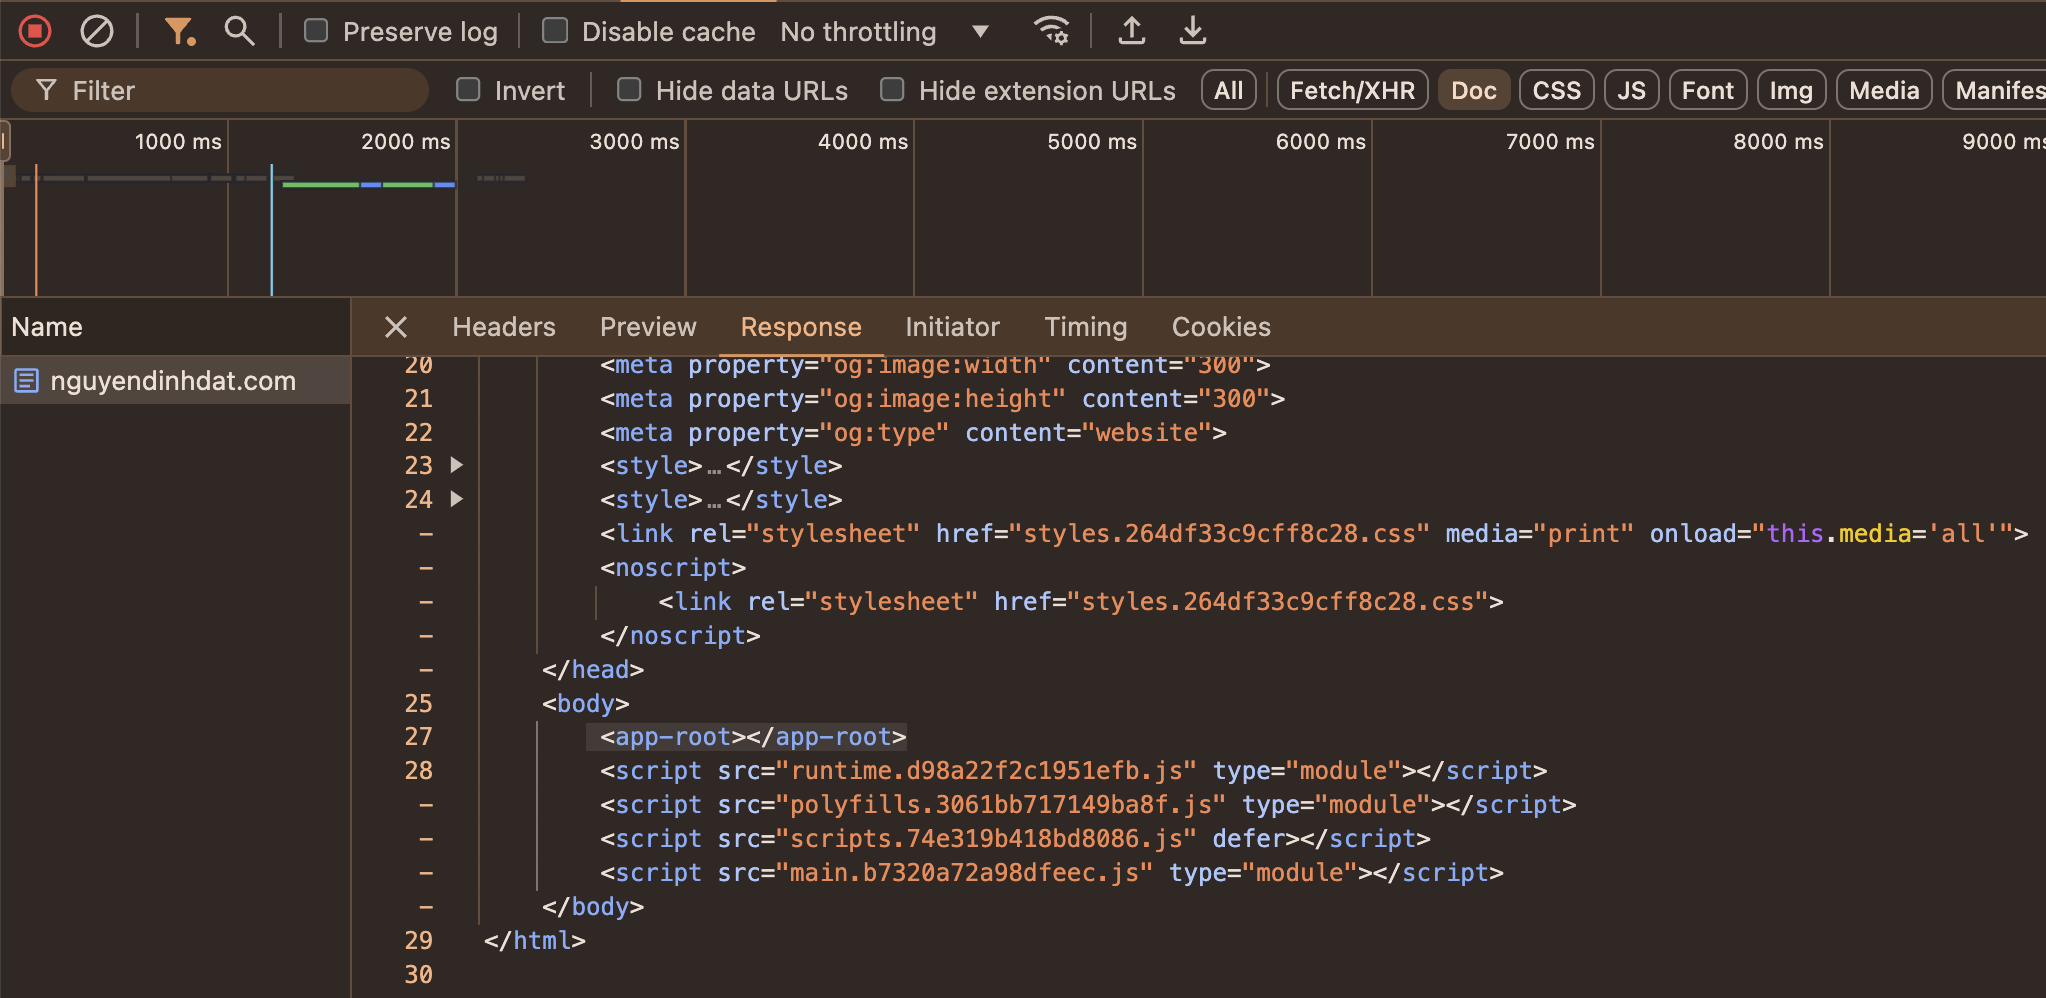 Preserve log Disable cache No throttling
Filter Invert Hide data URLs Hide extension URLs All Fetch/XHR Doc CSS JS Font Img Media Manifes
1000 ms 2000 ms 3000 ms 4000 ms 5000 ms 6000 ms 7000 ms 8000 ms 9000 ms
Name Headers Preview Response Initiator Timing Cookies
nguyendinhdat.com
20 <meta property="og:image:width" content="300">
21 <meta property="og:image:height" content="300">
22 <meta property="og:type" content="website">
23 <style>…</style>
24 <style>…</style>
- <link rel="stylesheet" href="styles.264df33c9cff8c28.css" media="print" onload="this.media='all'">
- <noscript>
- <link rel="stylesheet" href="styles.264df33c9cff8c28.css">
- </noscript>
- </head>
25 <body>
27 <app-root></app-root>
28 <script src="runtime.d98a22f2c1951efb.js" type="module"></script>
- <script src="polyfills.3061bb717149ba8f.js" type="module"></script>
- <script src="scripts.74e319b418bd8086.js" defer></script>
- <script src="main.b7320a72a98dfeec.js" type="module"></script>
- </body>
29 </html>
30